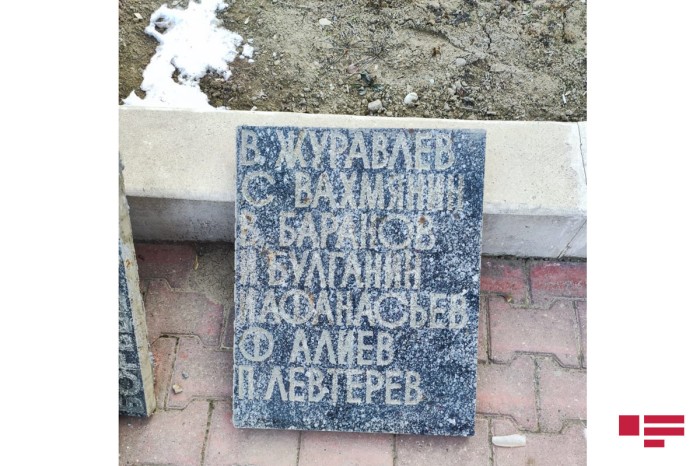 В. ЖУРАВЛЕВ
С ВАХМЯНИН
В. БАРАНОВ
И БУЛГАНИН
АФАНАСЬЕВ
Ф АЛИЕВ
П ЛЕВТЕРЕВ